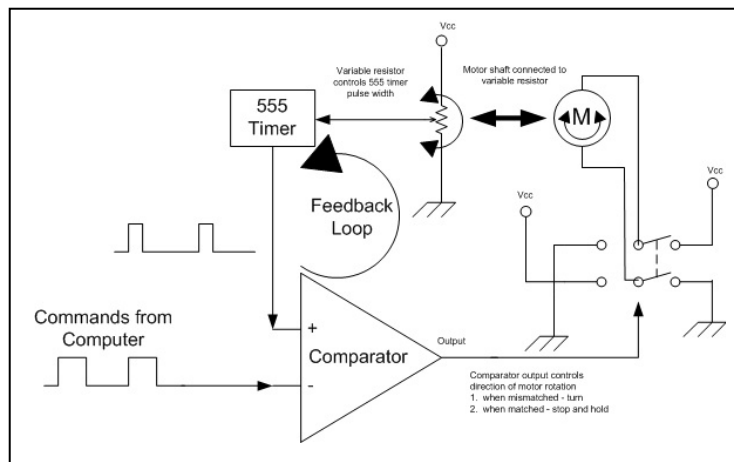 Vcc
Variable resistor
controls 555 timer
pulse width
Motor shaft connected to
variable resistor
555
Timer
M
Vcc
Vcc
Feedback
Loop
Commands from
Computer
+
Comparator
-
Output
Comparator output controls
direction of motor rotation
1. when mismatched - turn
2. when matched - stop and hold